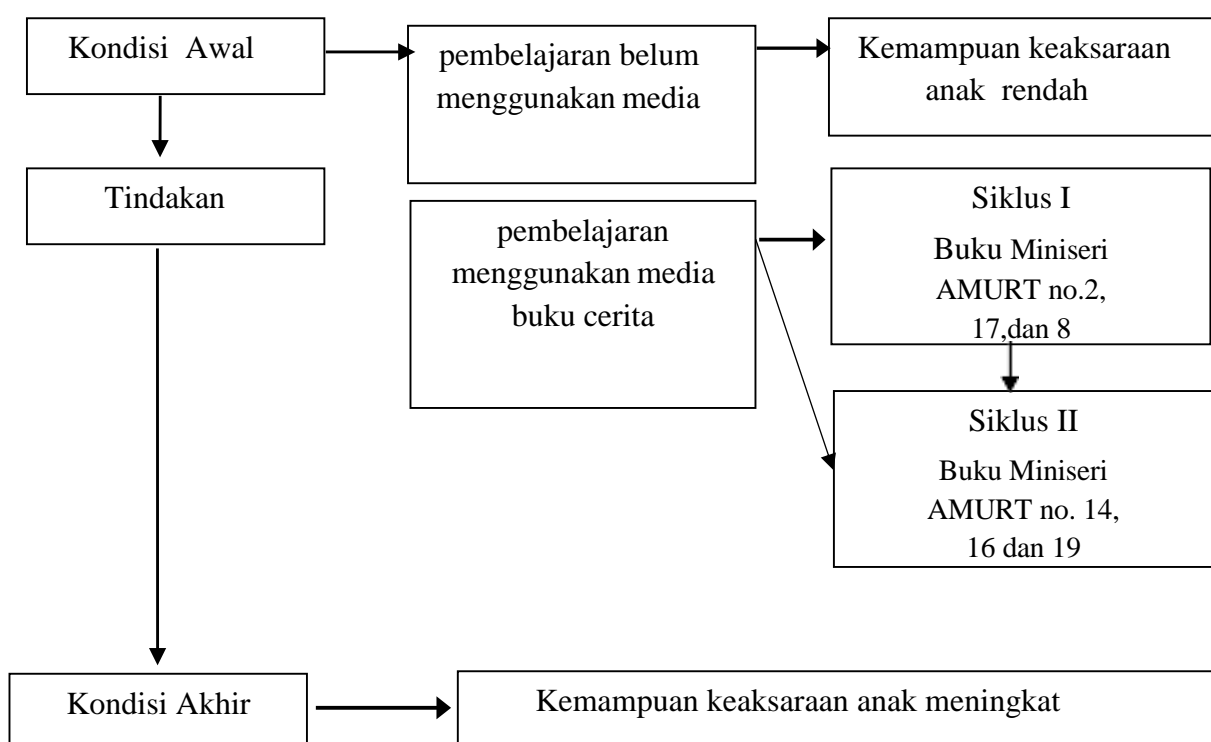 Kondisi Awal
pembelajaran belum
menggunakan media
Kemampuan keaksaraan
anak rendah
Tindakan
pembelajaran
menggunakan media
buku cerita
Siklus I
Buku Miniseri
AMURT no.2,
17,dan 8
Siklus II
Buku Miniseri
AMURT no. 14,
16 dan 19
Kondisi Akhir
Kemampuan keaksaraan anak meningkat